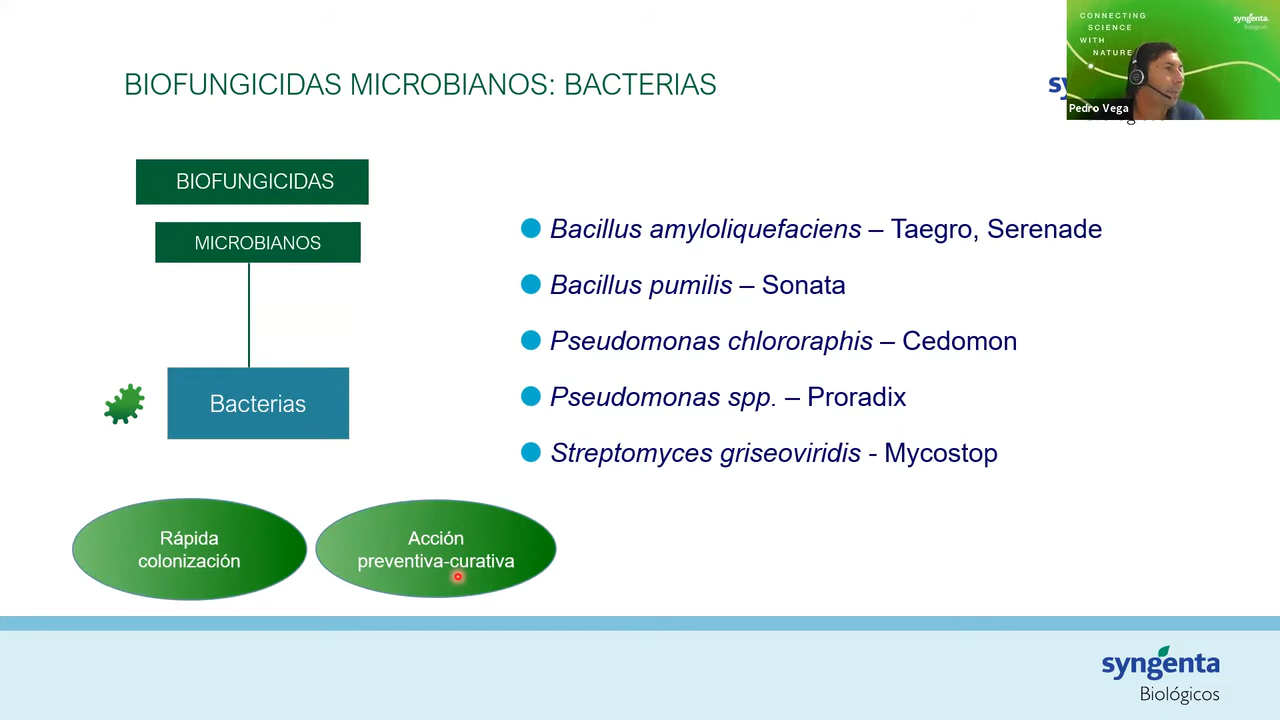 CONNECTING
SCIENCE
WITH
NATURE
syngenta
Biológicos
Pedro Vega
BIOFUNGICIDAS MICROBIANOS: BACTERIAS
BIOFUNGICIDAS
MICROBIANOS
Bacterias
Bacillus amyloliquefaciens – Taegro, Serenade
Bacillus pumilis – Sonata
Pseudomonas chlororaphis – Cedomon
Pseudomonas spp. – Proradix
Streptomyces griseoviridis - Mycostop
Rápida
colonización
Acción
preventiva-curativa
syngenta
Biológicos